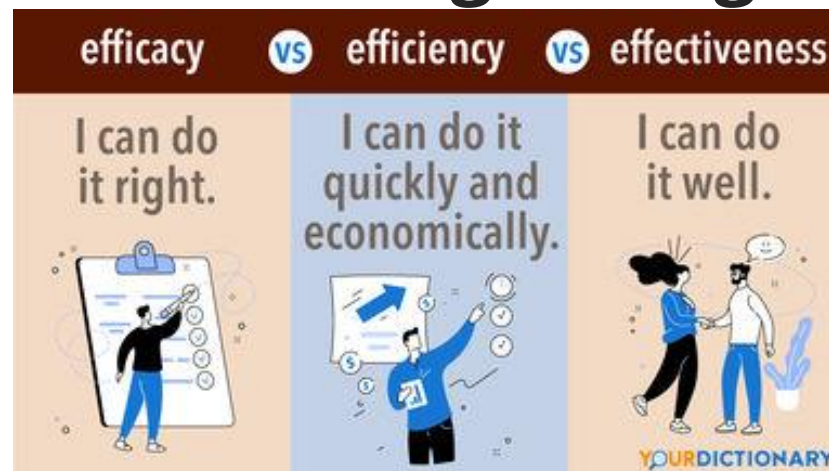 efficacy VS efficiency VS effectiveness
I can do
it right.
I can do it
quickly and
economically.
I can do
it well.
$
$
$
YOURDICTIONARY